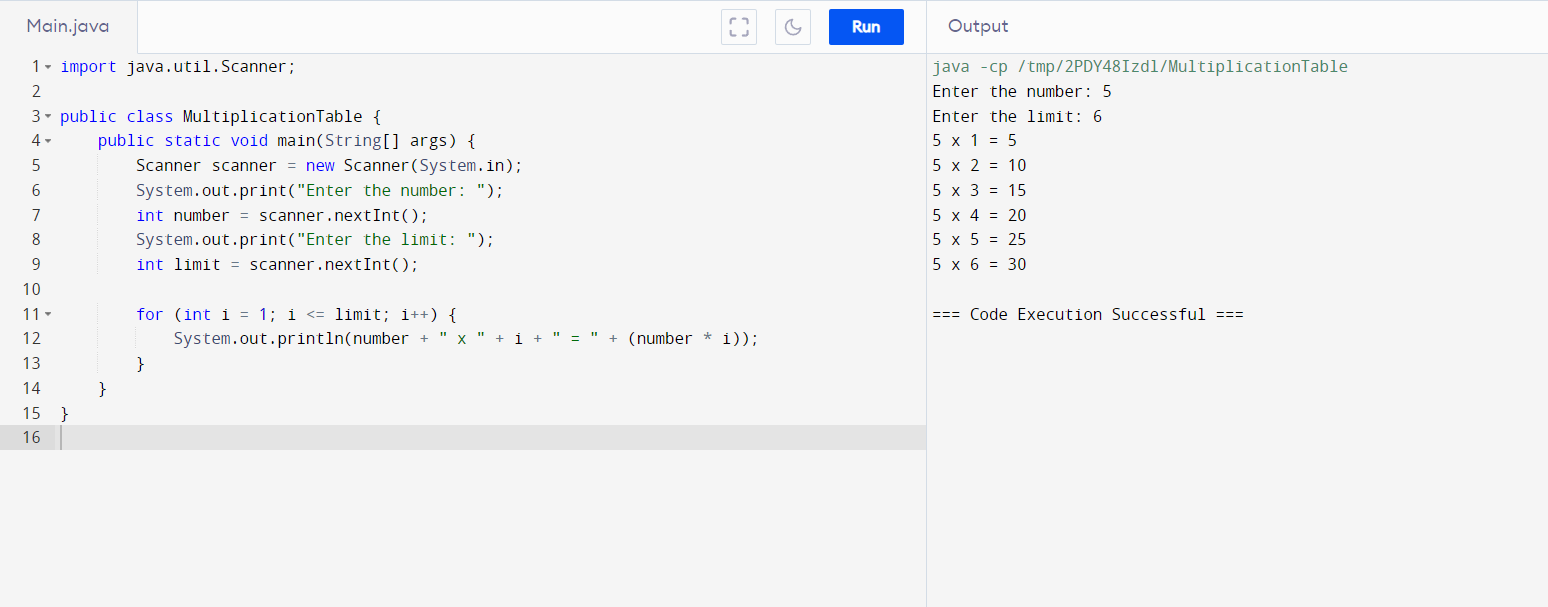 Main.java
Run
Output
1 import java.util.Scanner;
2
3 public class MultiplicationTable {
4     public static void main(String[] args) {
5         Scanner scanner = new Scanner(System.in);
6         System.out.print("Enter the number: ");
7         int number = scanner.nextInt();
8         System.out.print("Enter the limit: ");
9         int limit = scanner.nextInt();
10
11         for (int i = 1; i <= limit; i++) {
12             System.out.println(number + " x " + i + " = " + (number * i));
13         }
14     }
15 }
16
java -cp /tmp/2PDY48Izdl/MultiplicationTable
Enter the number: 5
Enter the limit: 6
5 x 1 = 5
5 x 2 = 10
5 x 3 = 15
5 x 4 = 20
5 x 5 = 25
5 x 6 = 30
=== Code Execution Successful ===